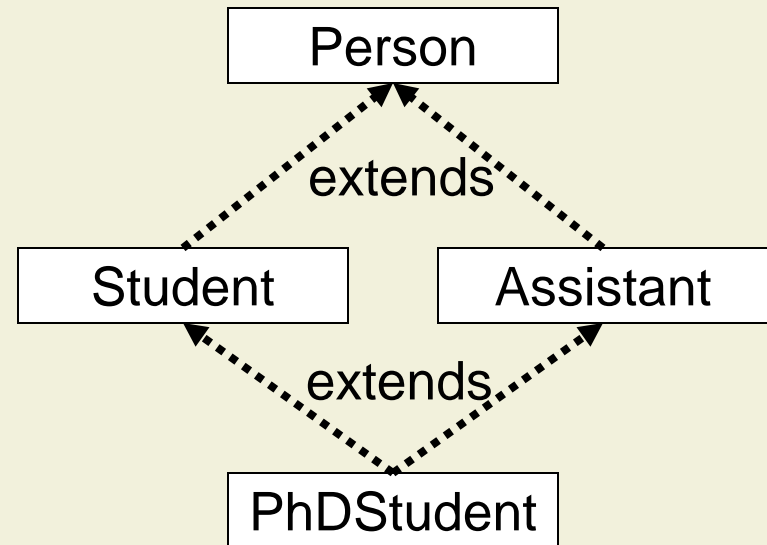 Person
extends
Student
Assistant
extends
PhDStudent